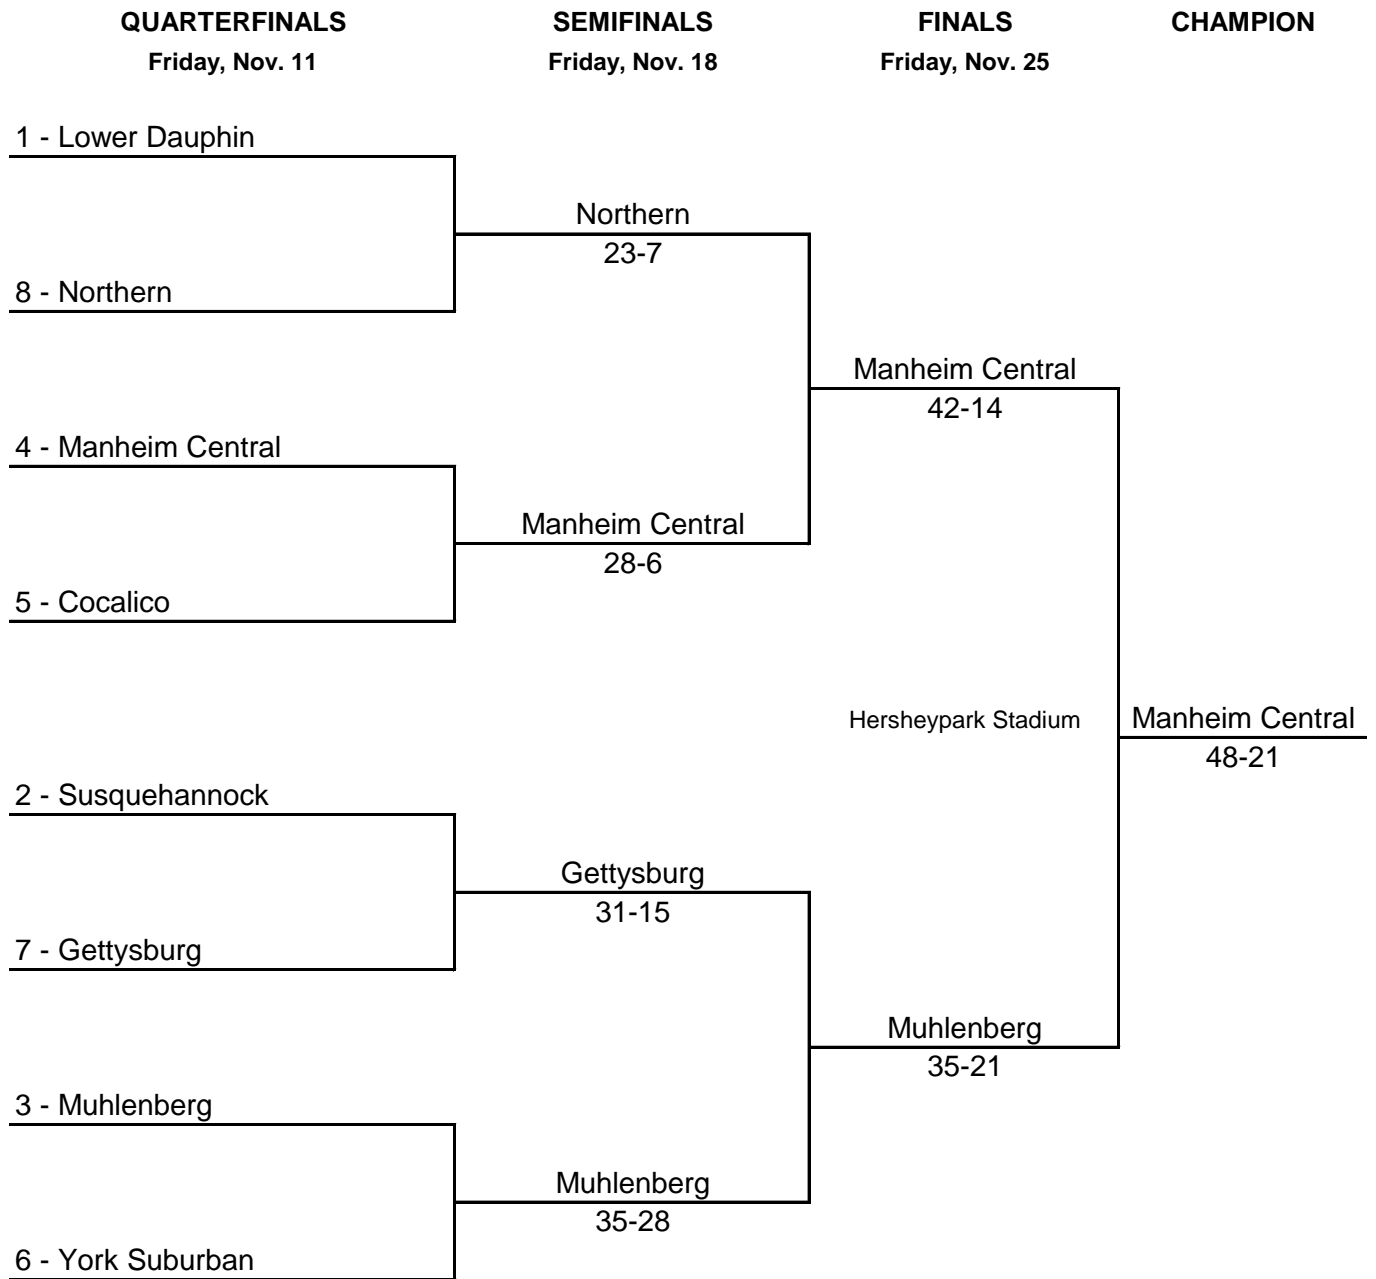 QUARTERFINALS SEMIFINALS FINALS CHAMPION
Friday, Nov. 11 Friday, Nov. 18 Friday, Nov. 25
1 - Lower Dauphin
Northern
23-7
8 - Northern
Manheim Central
42-14
4 - Manheim Central
Manheim Central
28-6
5 - Cocalico
Hersheypark Stadium Manheim Central
48-21
2 - Susquehannock
Gettysburg
31-15
7 - Gettysburg
Muhlenberg
35-21
3 - Muhlenberg
Muhlenberg
35-28
6 - York Suburban